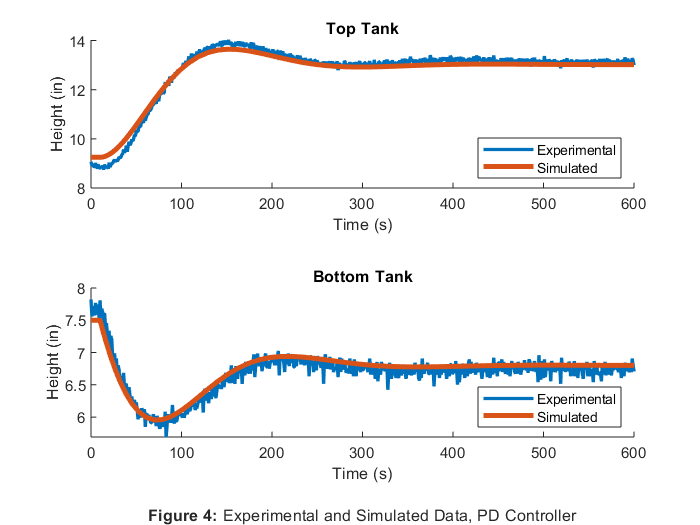 Top Tank
14
12
10
8
Height (in)
Experimental
Simulated
0 100 200 300 400 500 600
Time (s)
Bottom Tank
8
7.5
7
6.5
6
Height (in)
Experimental
Simulated
0 100 200 300 400 500 600
Time (s)
Figure 4: Experimental and Simulated Data, PD Controller